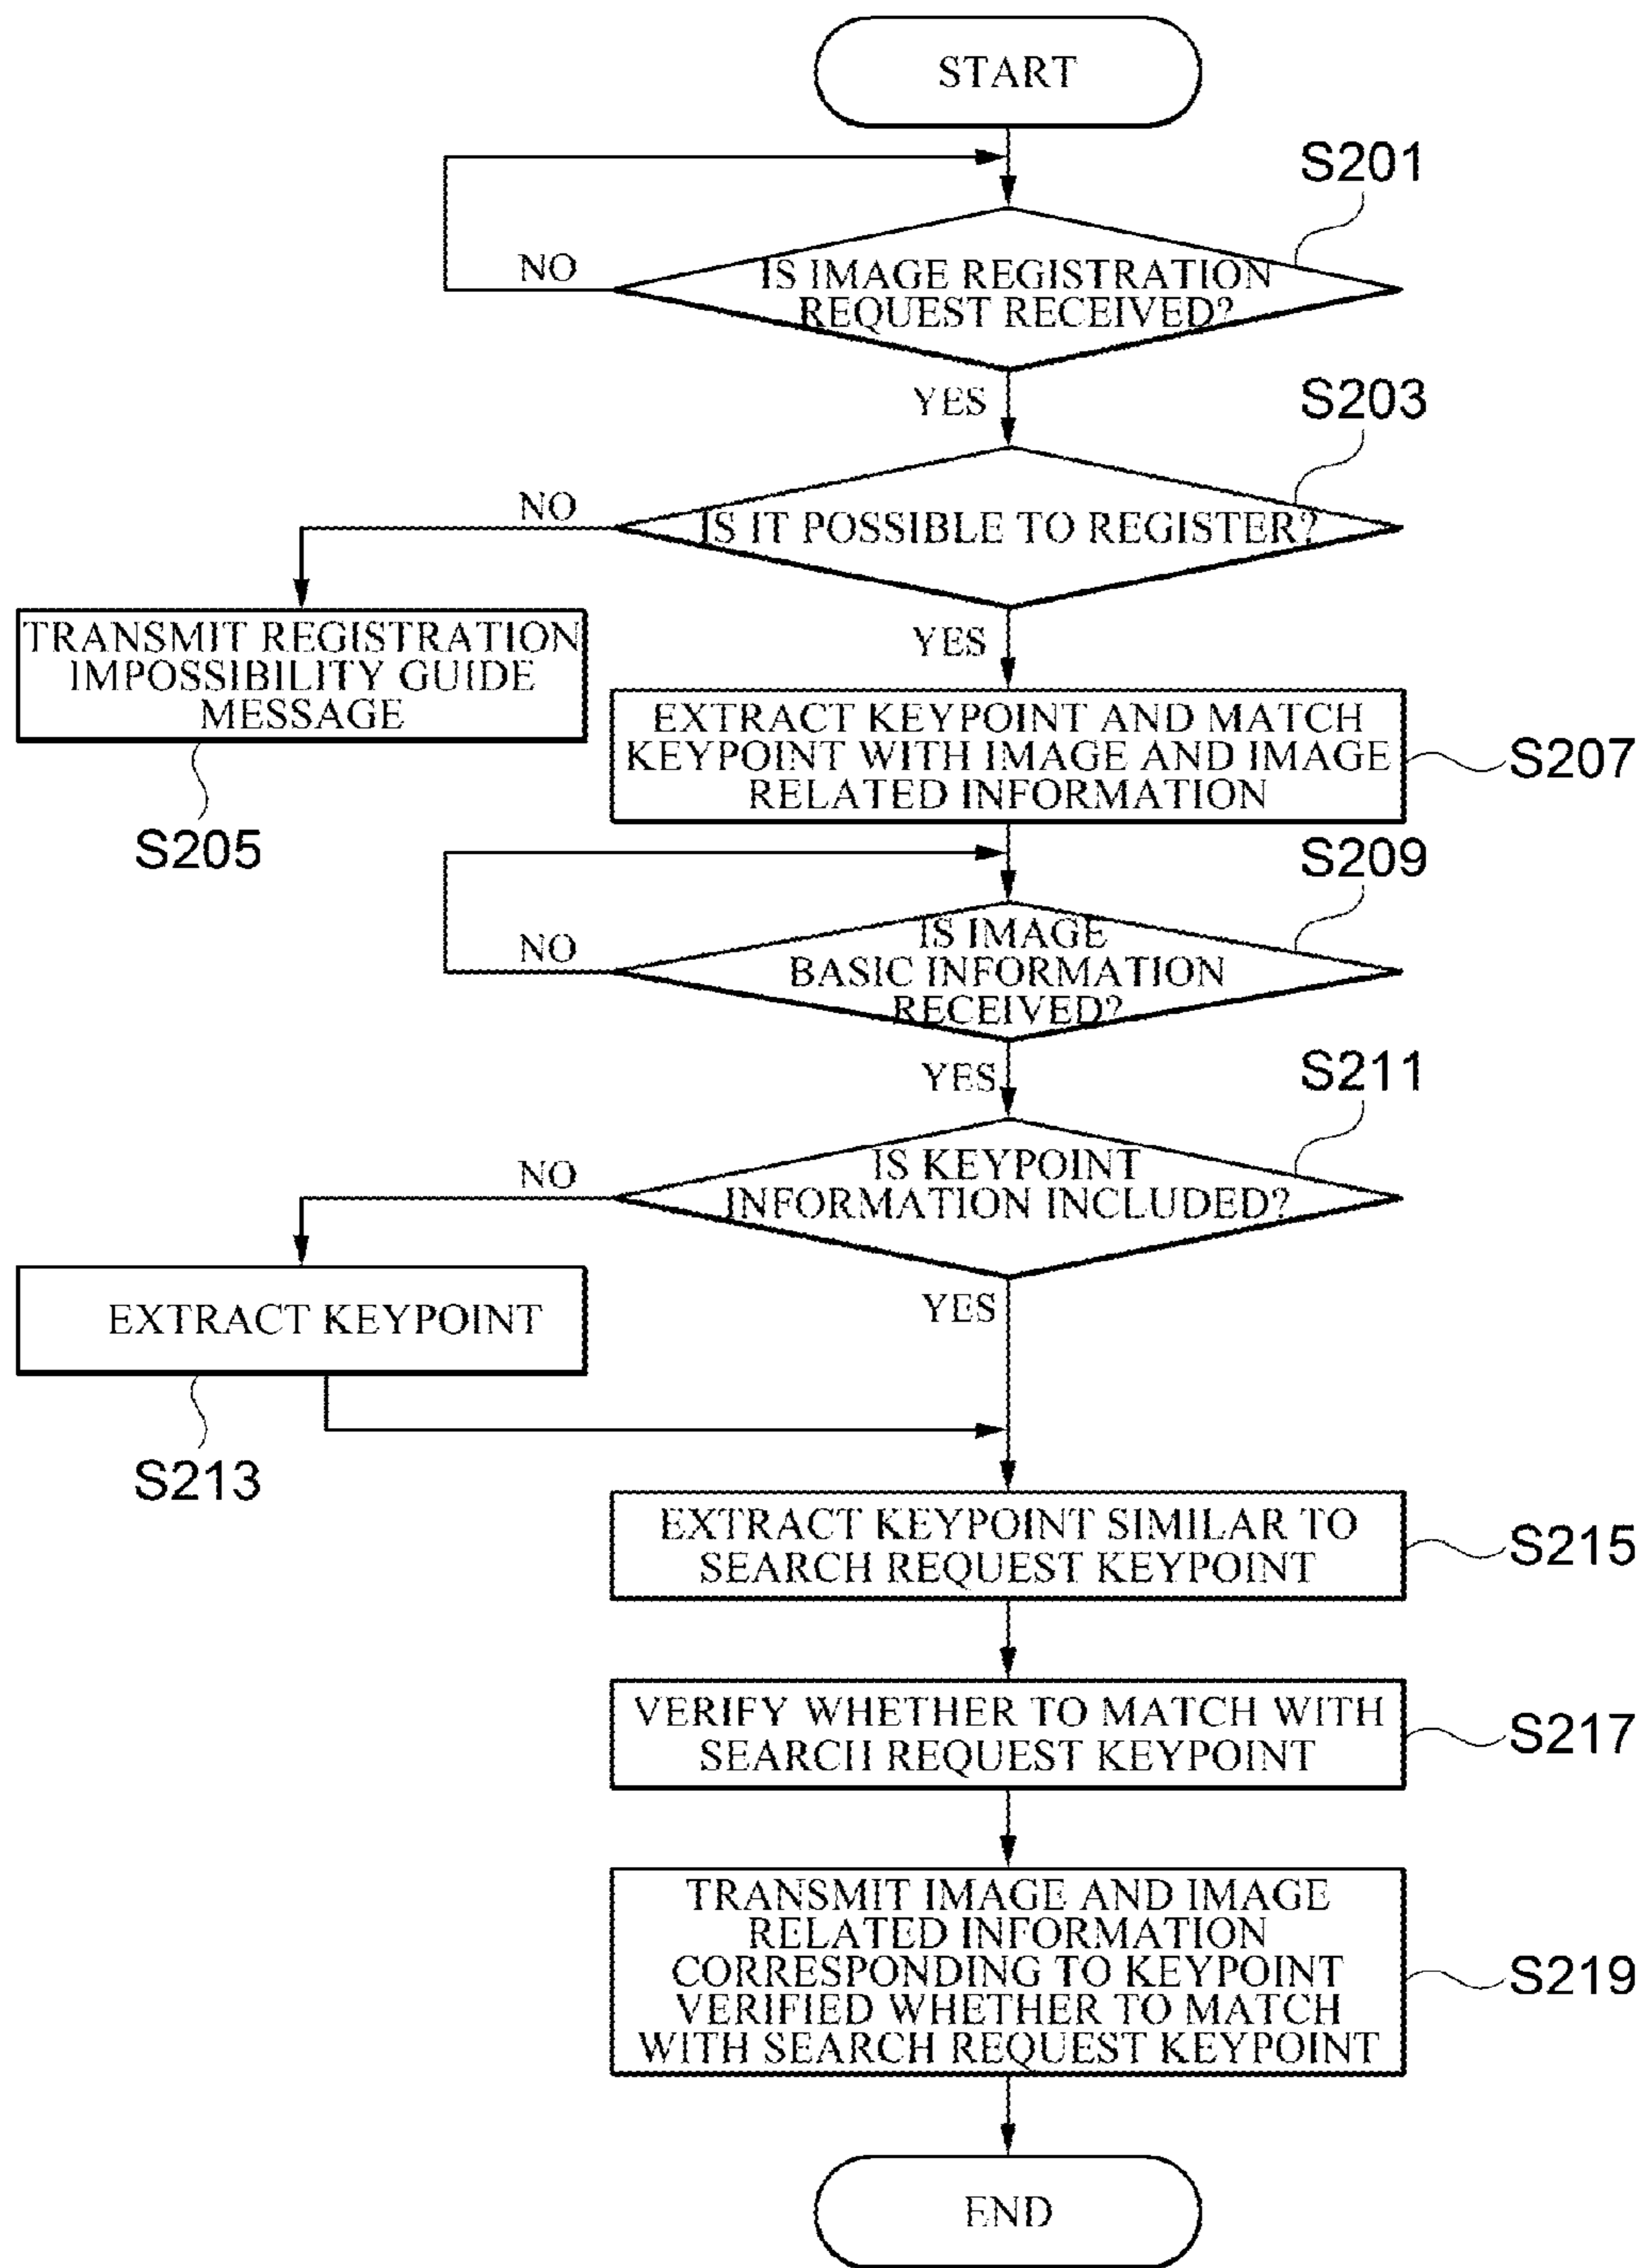 START
S201
NO
IS IMAGE REGISTRATION
REQUEST RECEIVED?
YES
S203
NO
IS IT POSSIBLE TO REGISTER?
TRANSMIT REGISTRATION
IMPOSSIBILITY GUIDE
MESSAGE
S205
YES
EXTRACT KEYPOINT AND MATCH
KEYPOINT WITH IMAGE AND IMAGE
RELATED INFORMATION
S207
S209
NO
IS IMAGE
BASIC INFORMATION
RECEIVED?
YES
S211
NO
IS KEYPOINT
INFORMATION INCLUDED?
YES
EXTRACT KEYPOINT
S213
EXTRACT KEYPOINT SIMILAR TO
SEARCH REQUEST KEYPOINT
S215
VERIFY WHETHER TO MATCH WITH
SEARCH REQUEST KEYPOINT
S217
TRANSMIT IMAGE AND IMAGE
RELATED INFORMATION
CORRESPONDING TO KEYPOINT
VERIFIED WHETHER TO MATCH
WITH SEARCH REQUEST KEYPOINT
S219
END